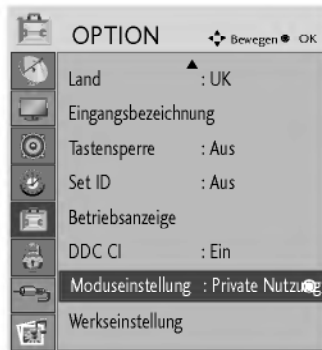 OPTION Bewegen OK
Land : UK
Eingangsbezeichnung
Tastensperre : Aus
Set ID : Aus
Betriebsanzeige
DDC CI : Ein
Moduseinstellung : Private Nutzung
Werkseinstellung